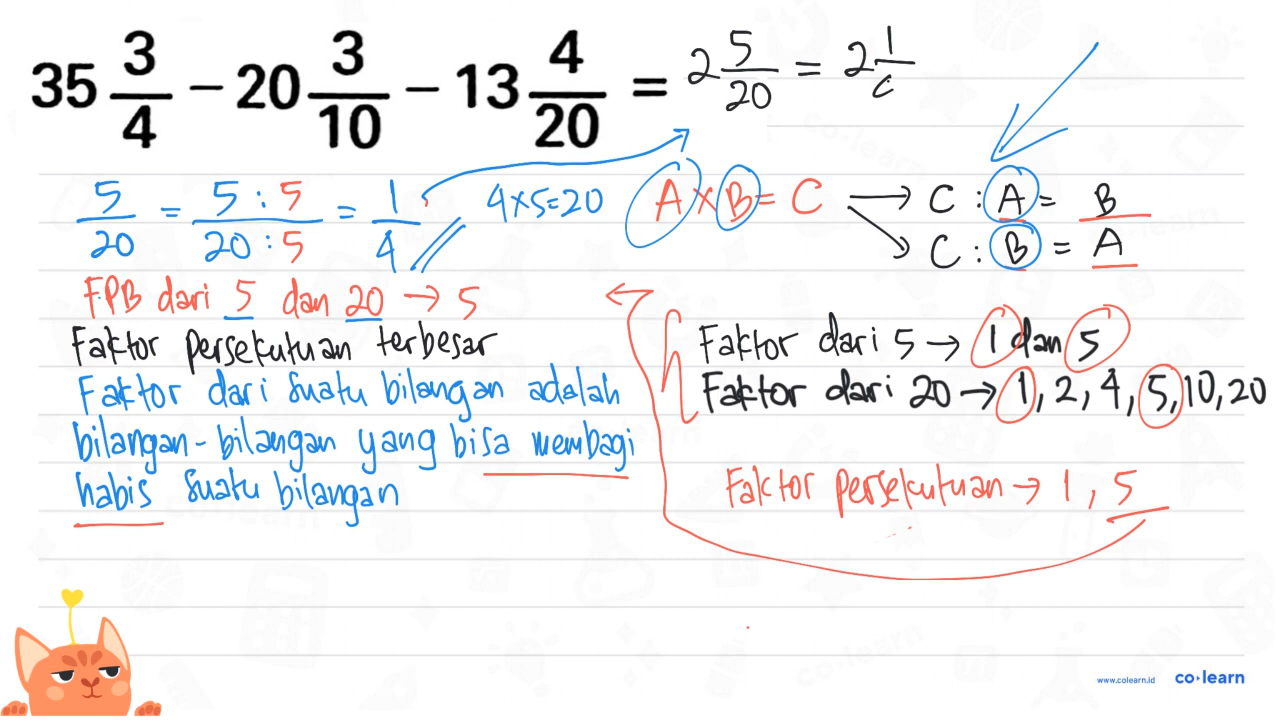 35 3/4 - 20 3/10 - 13 4/20 = 2 5/20 = 2 1/
5/20 = 5 : 5/20 : 5 = 1/4
4 x 5 = 20
A x B = C → C : A = B
→ C : B = A
FPB dari 5 dan 20 → 5
Faktor persekutuan terbesar
Faktor dari suatu bilangan adalah
bilangan-bilangan yang bisa membagi
habis suatu bilangan
Faktor dari 5 → 1 dan 5
Faktor dari 20 → 1, 2, 4, 5, 10, 20
Faktor persekutuan → 1, 5
co·learn
www.colearn.id co·learn